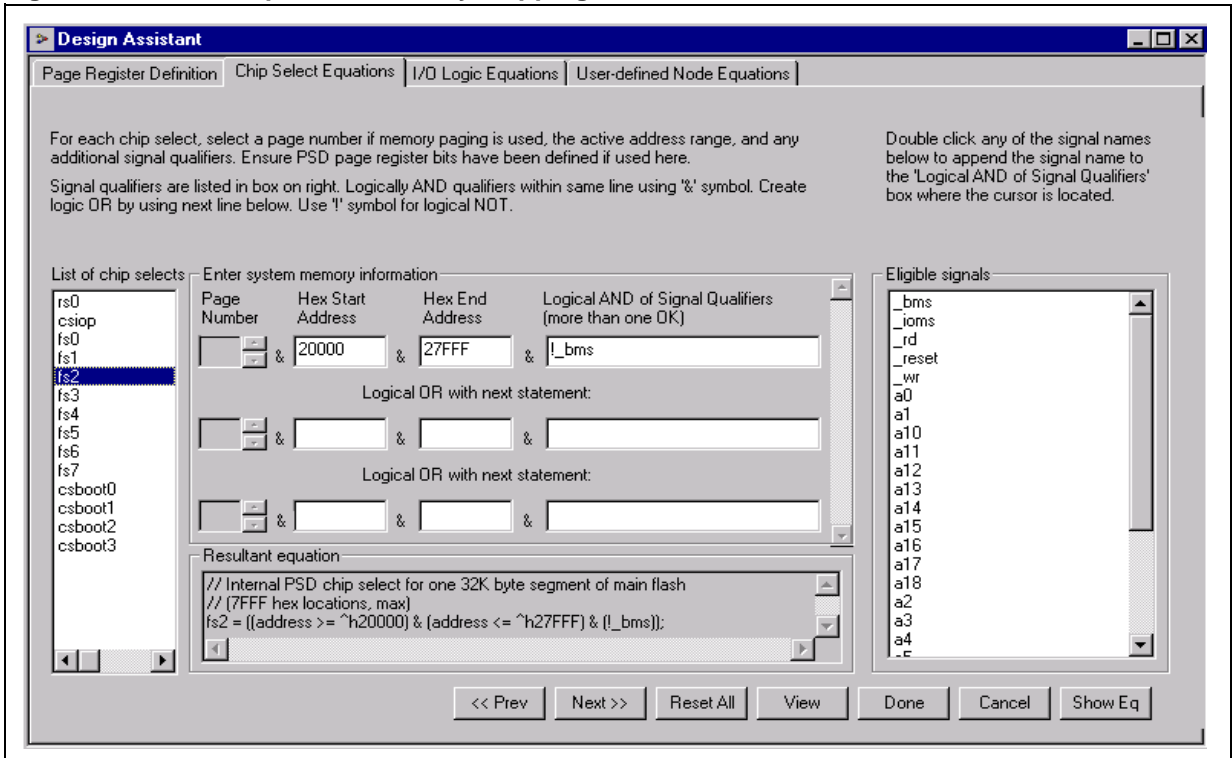 Design Assistant
Page Register Definition Chip Select Equations I/O Logic Equations User-defined Node Equations
For each chip select, select a page number if memory paging is used, the active address range, and any
additional signal qualifiers. Ensure PSD page register bits have been defined if used here.
Signal qualifiers are listed in box on right. Logically AND qualifiers within same line using '&' symbol. Create
logic OR by using next line below. Use '!' symbol for logical NOT.
Double click any of the signal names
below to append the signal name to
the 'Logical AND of Signal Qualifiers'
box where the cursor is located.
List of chip selects
rs0
csiop
fs0
fs1
fs2
fs3
fs4
fs5
fs6
fs7
csboot0
csboot1
csboot2
csboot3
Enter system memory information
Page Number
Hex Start Address
Hex End Address
Logical AND of Signal Qualifiers
(more than one OK)
& 20000 & 27FFF & !_bms
Logical OR with next statement:
& & &
Logical OR with next statement:
& & &
Resultant equation
// Internal PSD chip select for one 32K byte segment of main flash
// (7FFF hex locations, max)
fs2 = ((address >= ^h20000) & (address <= ^h27FFF) & (!_bms));
Eligible signals
_bms
_ioms
_rd
_reset
_wr
a0
a1
a10
a11
a12
a13
a14
a15
a16
a17
a18
a2
a3
a4
<< Prev Next >> Reset All View Done Cancel Show Eq